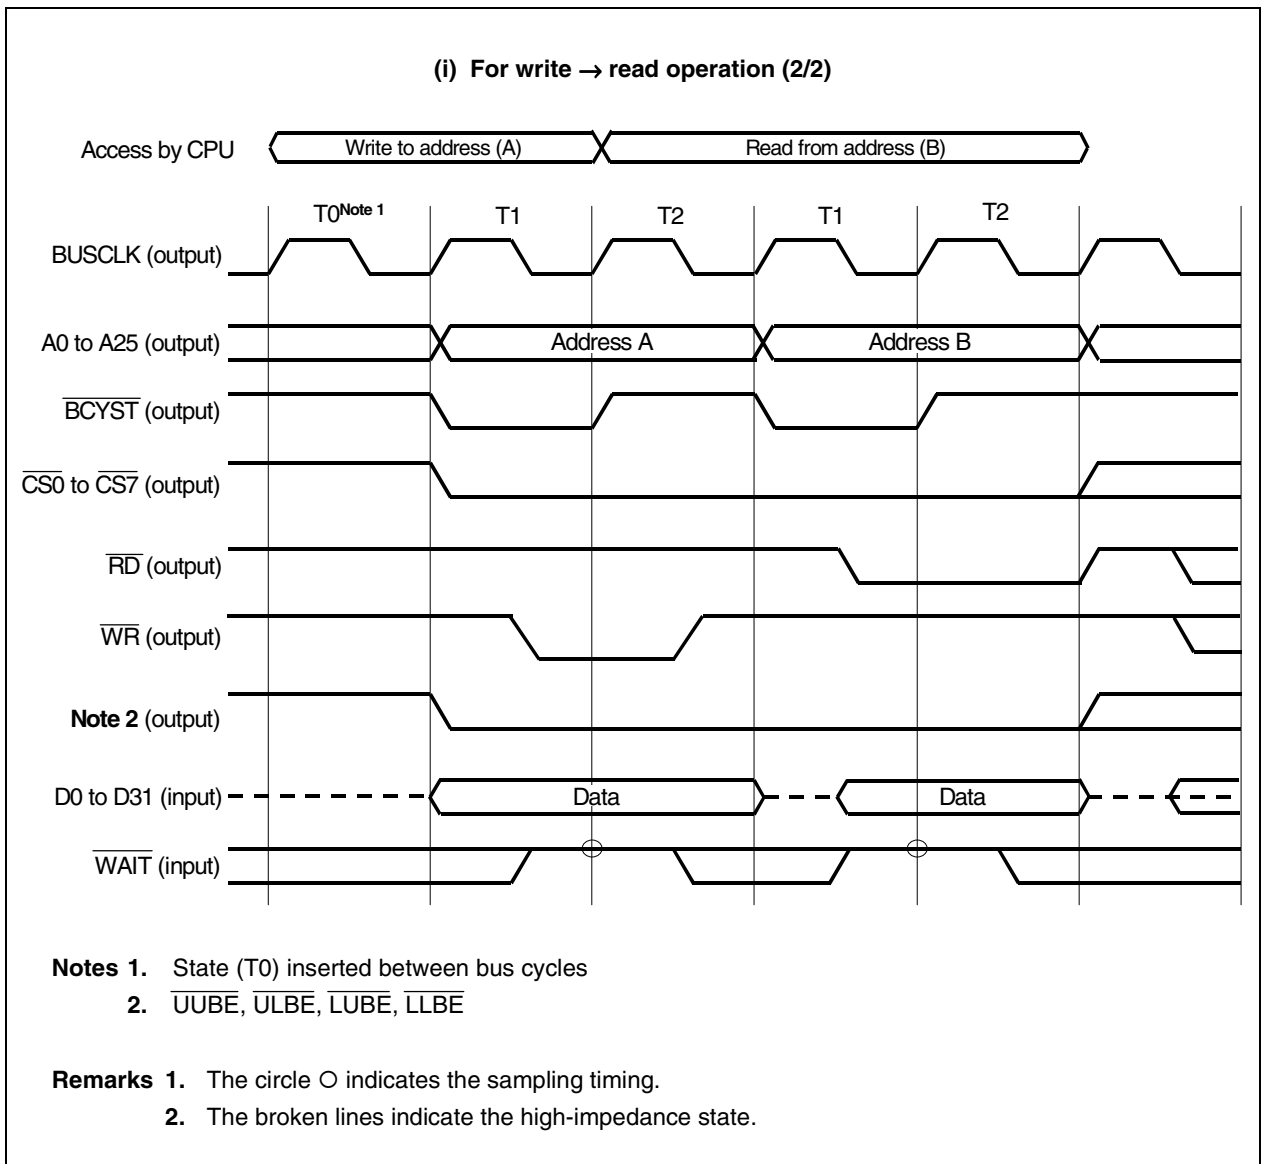 (i) For write → read operation (2/2)
Access by CPU
Write to address (A)
Read from address (B)
T0Note 1
T1
T2
T1
T2
BUSCLK (output)
A0 to A25 (output)
Address A
Address B
BCYST (output)
CS0 to CS7 (output)
RD (output)
WR (output)
Note 2 (output)
D0 to D31 (input)
Data
Data
WAIT (input)
Notes 1. State (T0) inserted between bus cycles
2. UUBE, ULBE, LUBE, LLBE
Remarks 1. The circle ○ indicates the sampling timing.
2. The broken lines indicate the high-impedance state.